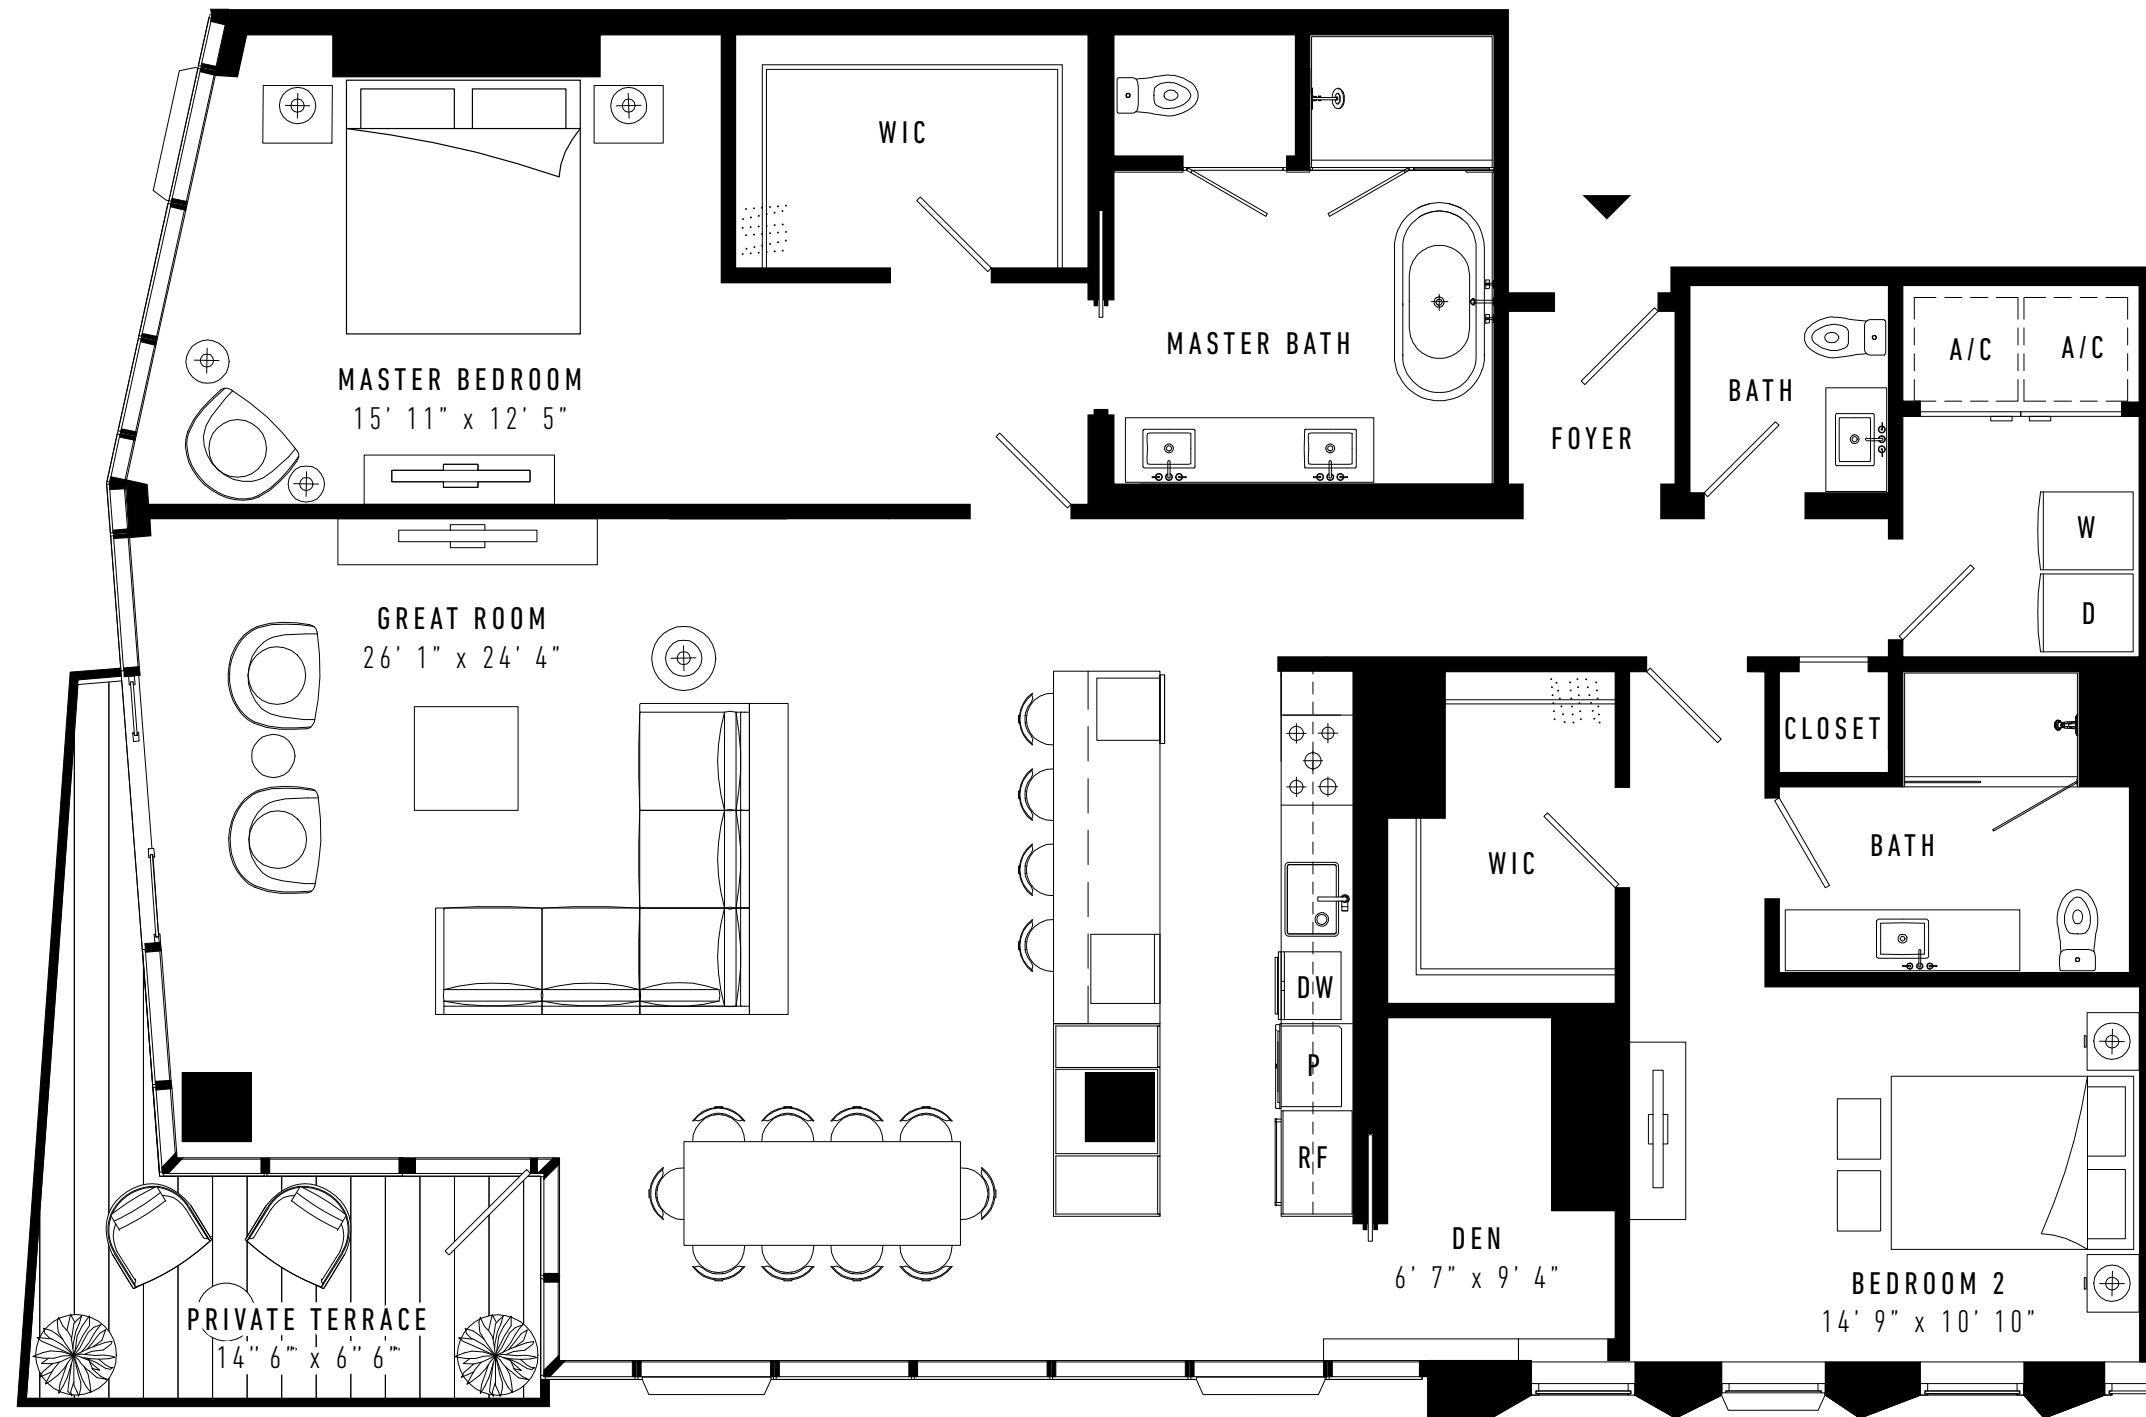 WIC
MASTER BEDROOM
15' 11" x 12' 5"
MASTER BATH
FOYER
BATH
A/C
A/C
W
D
GREAT ROOM
26' 1" x 24' 4"
CLOSET
BATH
WIC
DW
P
RF
DEN
6' 7" x 9' 4"
BEDROOM 2
14' 9" x 10' 10"
PRIVATE TERRACE
14" 6" x 6" 6"